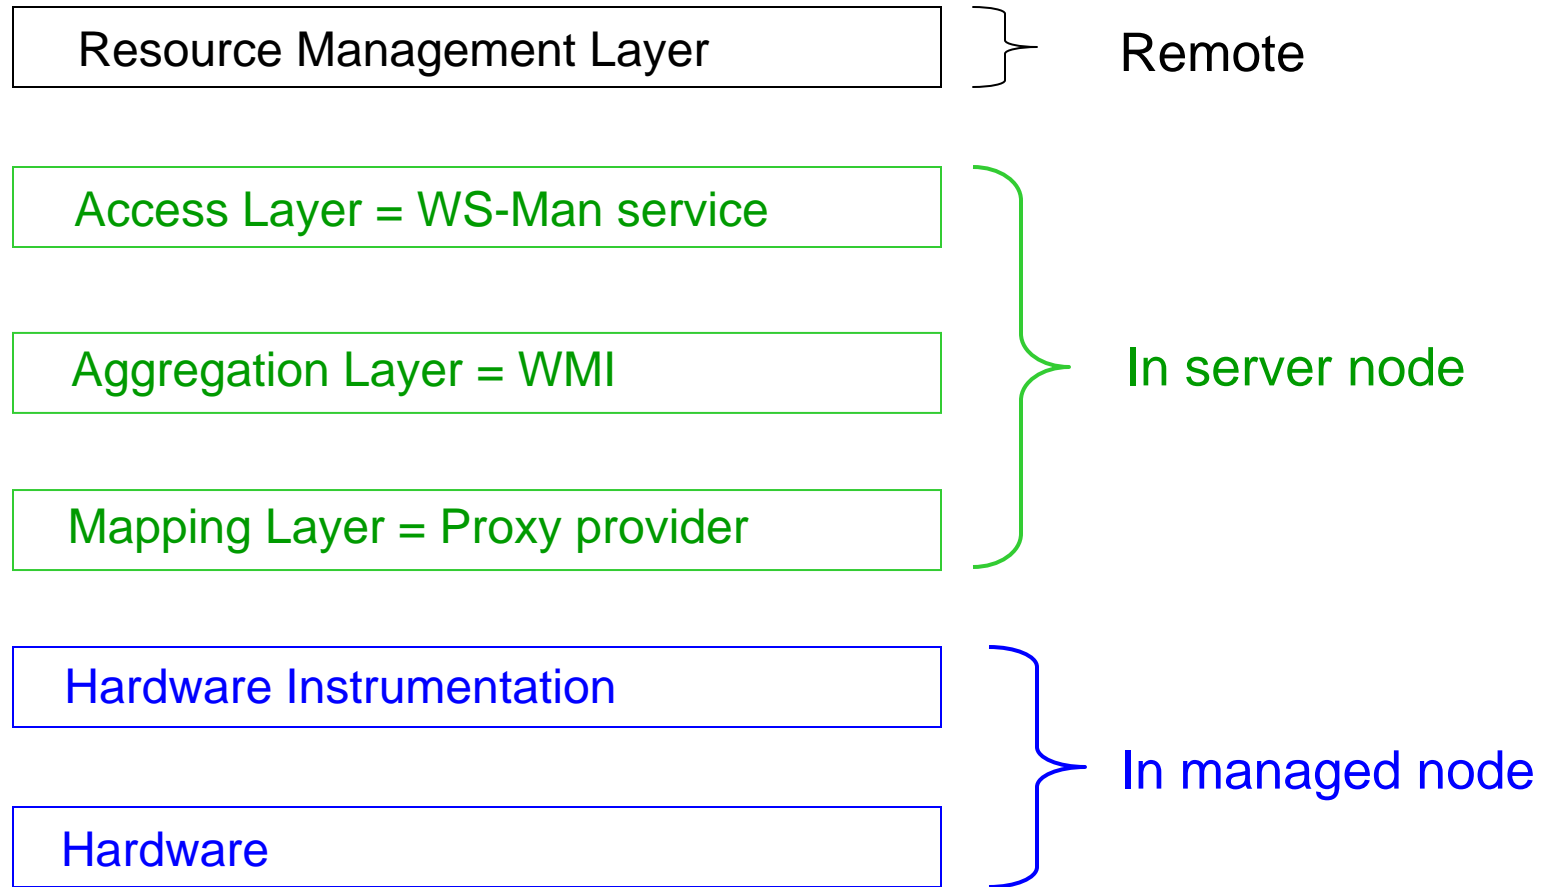 Resource Management Layer
Remote
Access Layer = WS-Man service
Aggregation Layer = WMI
In server node
Mapping Layer = Proxy provider
Hardware Instrumentation
In managed node
Hardware